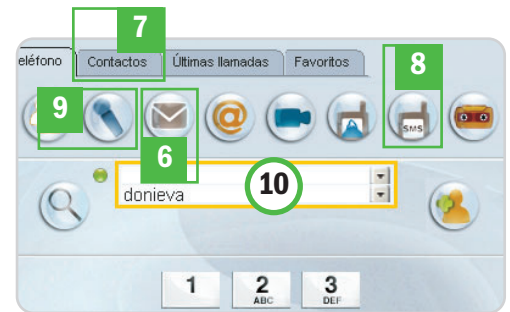 7
eléfono Contactos Últimas llamadas Favoritos
8
9
SMS
6
10
donieva
1 2 3
ABC DEF